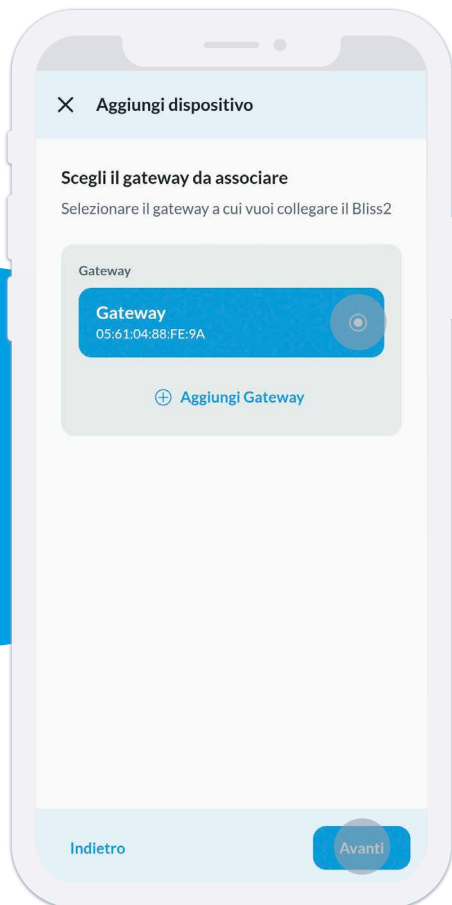 Aggiungi dispositivo
Scegli il gateway da associare
Selezionare il gateway a cui vuoi collegare il Bliss2
Gateway
Gateway
05:61:04:88:FE:9A
Aggiungi Gateway
Indietro
Avanti